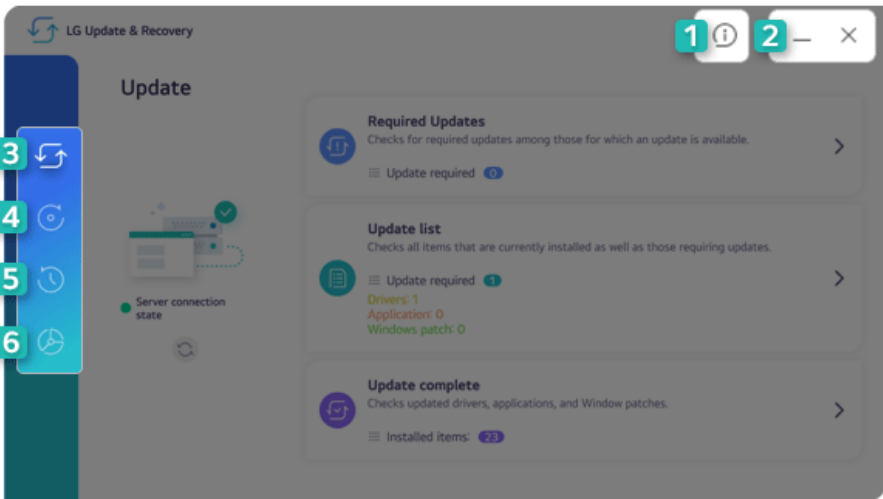 LG Update & Recovery
1
2
Update
3
4
5
6
Server connection
state
Required Updates
Checks for required updates among those for which an update is available.
Update required 0
Update list
Checks all items that are currently installed as well as those requiring updates.
Update required 1
Drivers: 1
Application: 0
Windows patch: 0
Update complete
Checks updated drivers, applications, and Window patches.
Installed items: 23